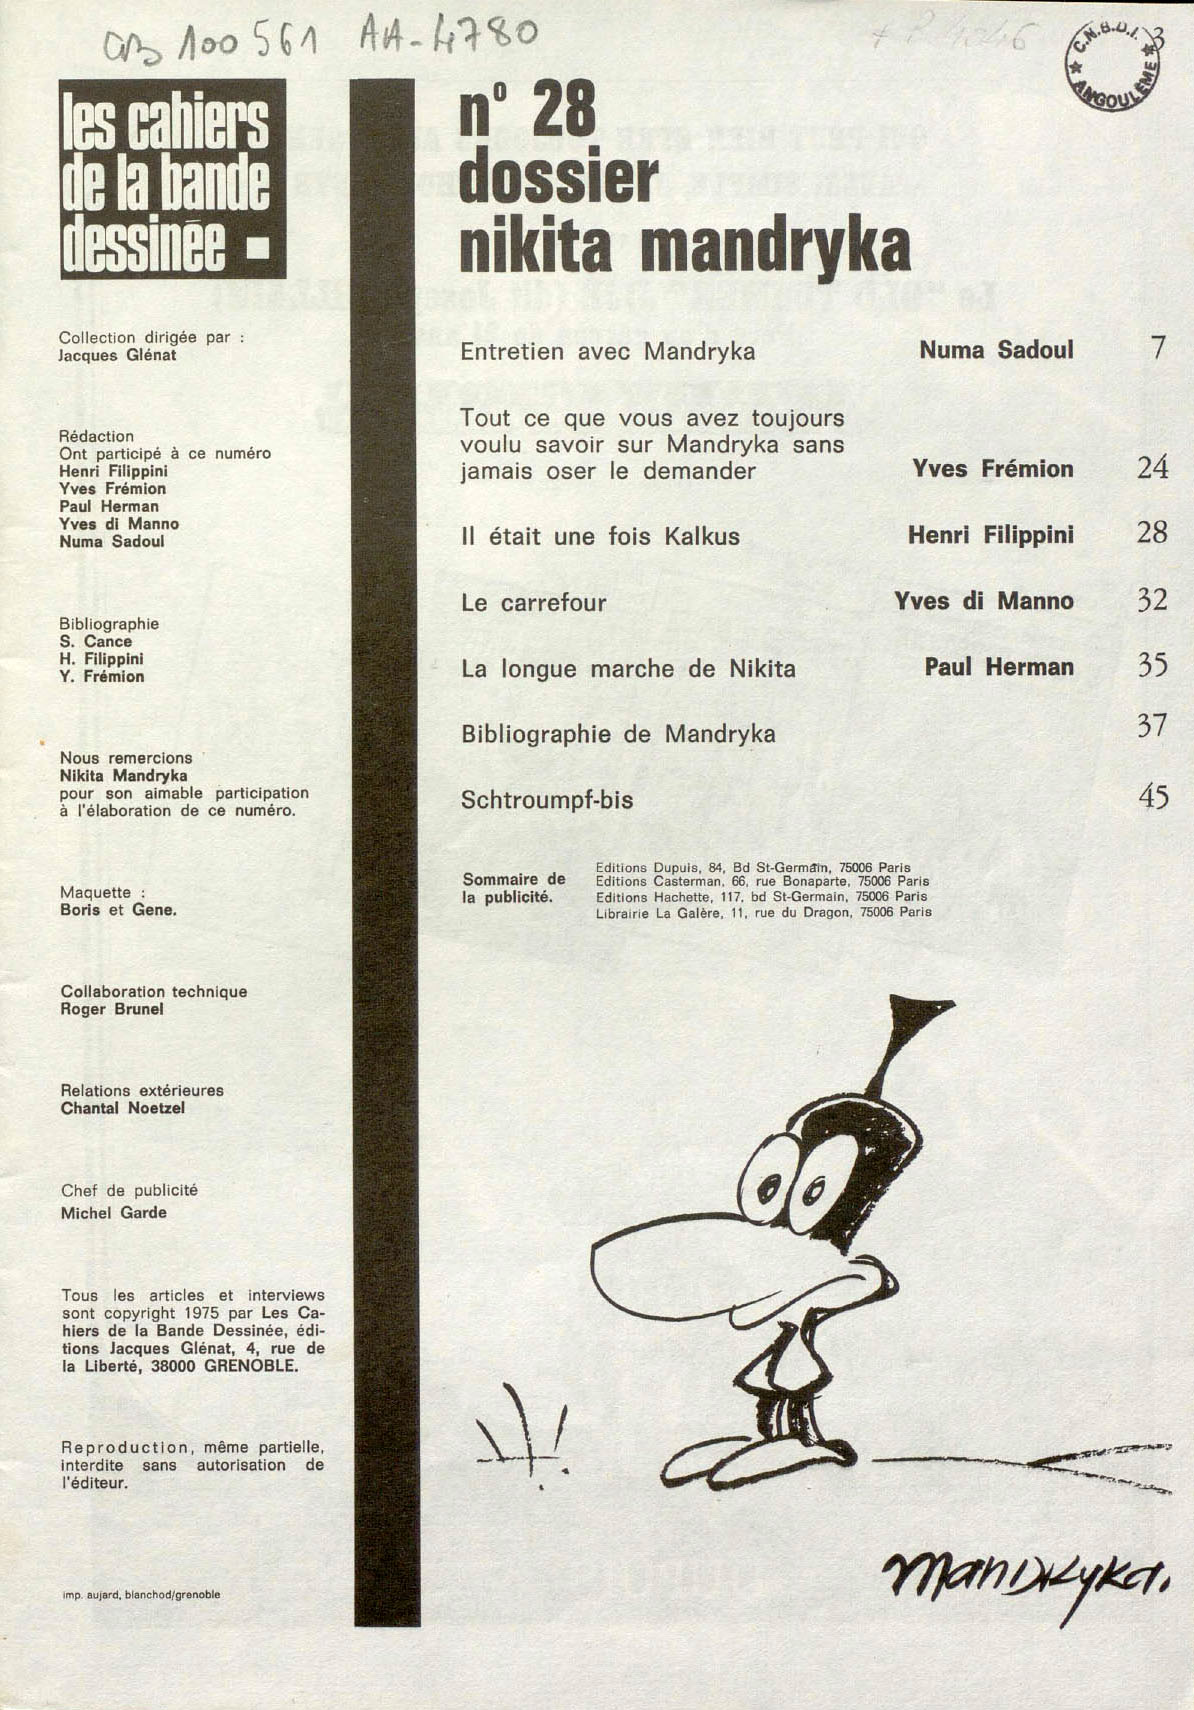 CB 100 561 AA-4780
C.N.B.D.I.
ANGOULÊME
3
les cahiers
de la bande
dessinée
Collection dirigée par :
Jacques Glénat
Rédaction
Ont participé à ce numéro
Henri Filippini
Yves Frémion
Paul Herman
Yves di Manno
Numa Sadoul
Bibliographie
S. Cance
H. Filippini
Y. Frémion
Nous remercions
Nikita Mandryka
pour son aimable participation
à l'élaboration de ce numéro.
Maquette :
Boris et Gene.
Collaboration technique
Roger Brunel
Relations extérieures
Chantal Noetzel
Chef de publicité
Michel Garde
Tous les articles et interviews
sont copyright 1975 par Les Ca-
hiers de la Bande Dessinée, édi-
tions Jacques Glénat, 4, rue de
la Liberté, 38000 GRENOBLE.
Reproduction, même partielle,
interdite sans autorisation de
l'éditeur.
imp. aujard, blanchod/grenoble
n° 28
dossier
nikita mandryka
Entretien avec Mandryka Numa Sadoul 7
Tout ce que vous avez toujours
voulu savoir sur Mandryka sans
jamais oser le demander Yves Frémion 24
Il était une fois Kalkus Henri Filippini 28
Le carrefour Yves di Manno 32
La longue marche de Nikita Paul Herman 35
Bibliographie de Mandryka 37
Schtroumpf-bis 45
Sommaire de
la publicité.
Editions Dupuis, 84, Bd St-Germain, 75006 Paris
Editions Casterman, 66, rue Bonaparte, 75006 Paris
Editions Hachette, 117, bd St-Germain, 75006 Paris
Librairie La Galère, 11, rue du Dragon, 75006 Paris
Mandryka.